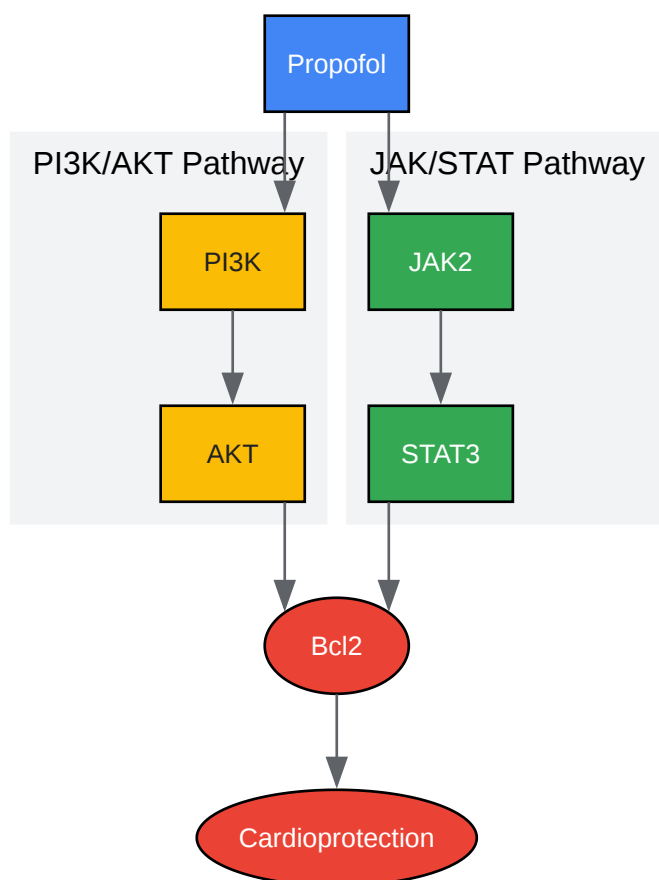 Propofol
PI3K/AKT Pathway
JAK/STAT Pathway
PI3K
JAK2
AKT
STAT3
Bcl2
Cardioprotection